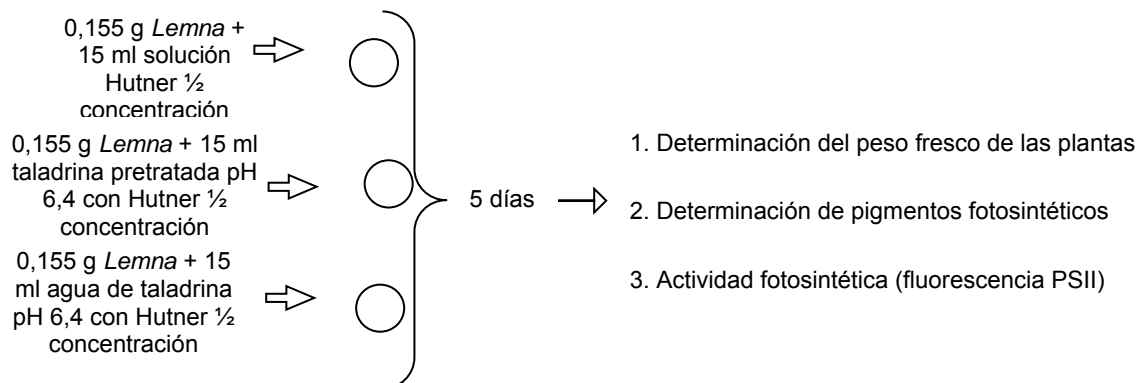 0,155 g Lemna +
15 ml solución
Hutner ½
concentración
0,155 g Lemna + 15 ml
taladrina pretratada pH
6,4 con Hutner ½
concentración
0,155 g Lemna + 15
ml agua de taladrina
pH 6,4 con Hutner ½
concentración
5 días
1. Determinación del peso fresco de las plantas
2. Determinación de pigmentos fotosintéticos
3. Actividad fotosintética (fluorescencia PSII)